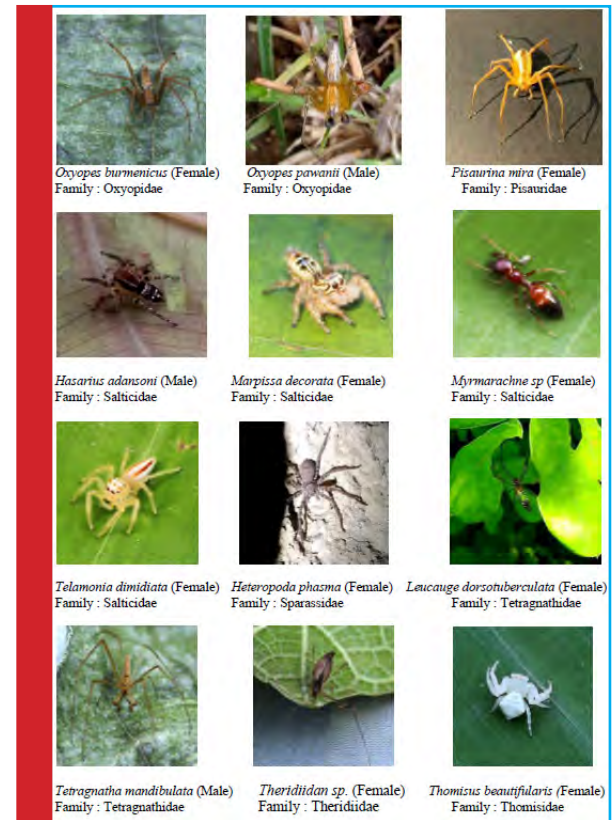 Oxyopes burmenicus (Female)
Family : Oxyopidae
Oxyopes pawanii (Male)
Family : Oxyopidae
Pisaurina mira (Female)
Family : Pisauridae
Hasarius adansoni (Male)
Family : Salticidae
Marpissa decorata (Female)
Family : Salticidae
Myrmarachne sp (Female)
Family : Salticidae
Telamonia dimidiata (Female)
Family : Salticidae
Heteropoda phasma (Female)
Family : Sparassidae
Leucauge dorsotuberculata (Female)
Family : Tetragnathidae
Tetragnatha mandibulata (Male)
Family : Tetragnathidae
Theridiidan sp. (Female)
Family : Theridiidae
Thomisus beautifularis (Female)
Family : Thomisidae